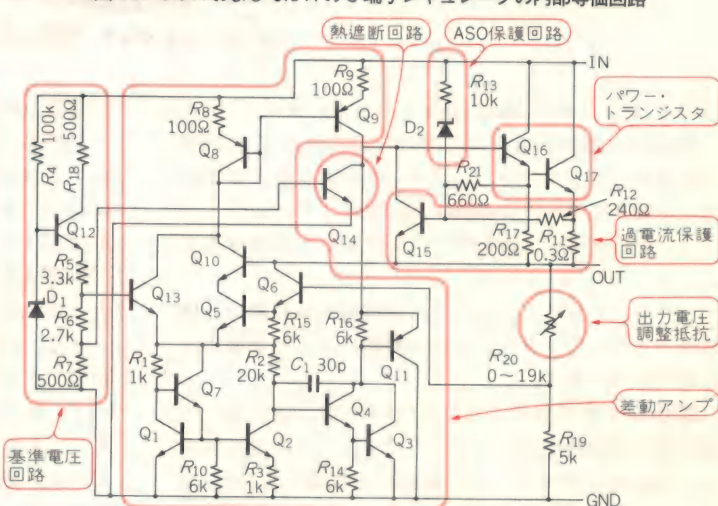 熱遮断回路
ASO保護回路
IN
パワー・
トランジスタ
R9
100Ω
R13
10k
R8
100Ω
Q9
D2
Q8
100k
500Ω
R4
R18
Q16
Q17
R21
660Ω
R12
240Ω
Q12
Q14
Q15
R17
200Ω
R11
0.3Ω
過電流保護
回路
R5
3.3k
Q10
OUT
D1
Q13
Q5
Q6
R6
2.7k
R15
6k
R16
6k
出力電圧
調整抵抗
R7
500Ω
R1
1k
R2
20k
C1 30p
Q11
R20
0～19k
Q7
Q4
差動アンプ
Q1
Q2
Q3
R19
5k
基準電圧
回路
R10
6k
R3
1k
R14
6k
GND